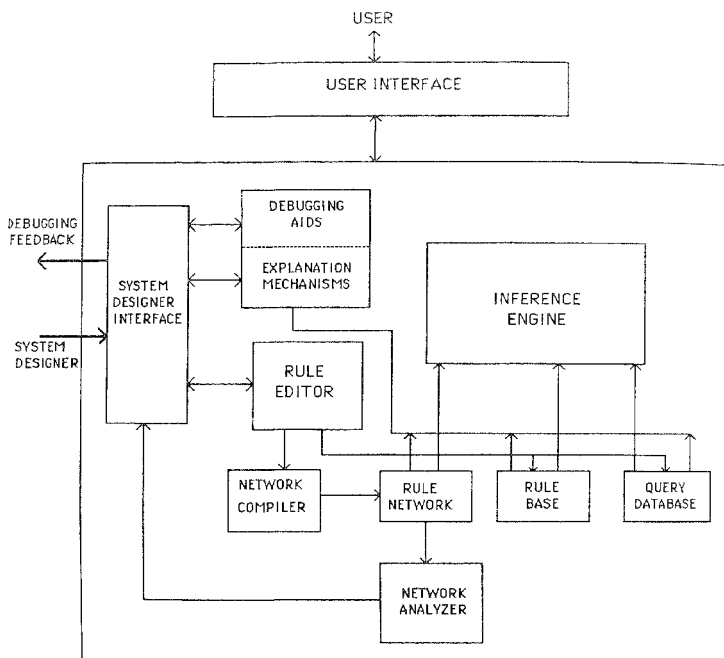 USER
USER INTERFACE
DEBUGGING
FEEDBACK
SYSTEM
DESIGNER
SYSTEM
DESIGNER
INTERFACE
DEBUGGING
AIDS
EXPLANATION
MECHANISMS
INFERENCE
ENGINE
RULE
EDITOR
NETWORK
COMPILER
RULE
NETWORK
RULE
BASE
QUERY
DATABASE
NETWORK
ANALYZER